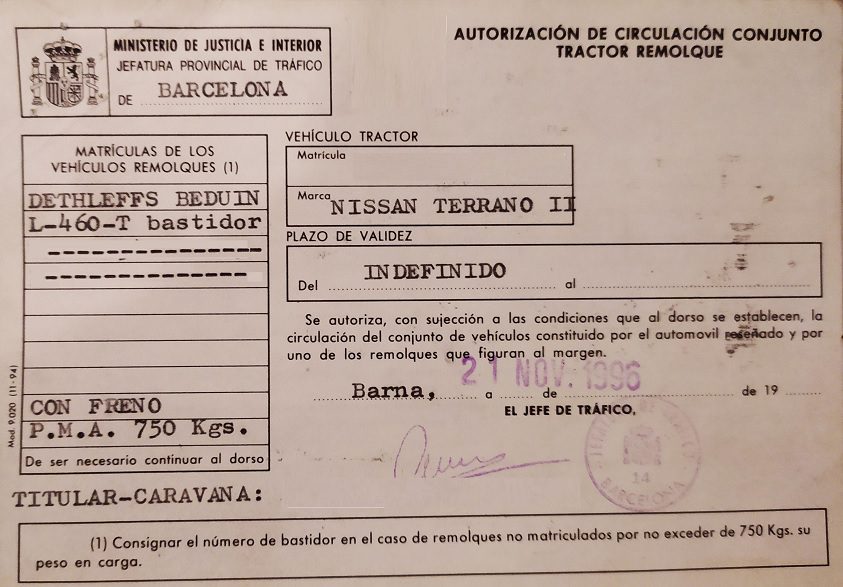 MINISTERIO DE JUSTICIA E INTERIOR
JEFATURA PROVINCIAL DE TRÁFICO
DE BARCELONA
AUTORIZACIÓN DE CIRCULACIÓN CONJUNTO
TRACTOR REMOLQUE
MATRÍCULAS DE LOS
VEHÍCULOS REMOLQUES (1)
DETHLEFFS BEDUIN
L-460-T bastidor
--------------
-------------
CON FRENO
P.M.A. 750 Kgs.
De ser necesario continuar al dorso
Mod. 9.020 (11-94)
VEHÍCULO TRACTOR
Matrícula
Marca NISSAN TERRANO II
PLAZO DE VALIDEZ
INDEFINIDO
Del al
Se autoriza, con sujección a las condiciones que al dorso se establecen, la
circulación del conjunto de vehículos constituido por el automovil reseñado y por
uno de los remolques que figuran al margen.
21 NOV. 1996
Barna, a de de 19
EL JEFE DE TRÁFICO,
14
BARCELONA
TITULAR-CARAVANA:
(1) Consignar el número de bastidor en el caso de remolques no matriculados por no exceder de 750 Kgs. su
peso en carga.